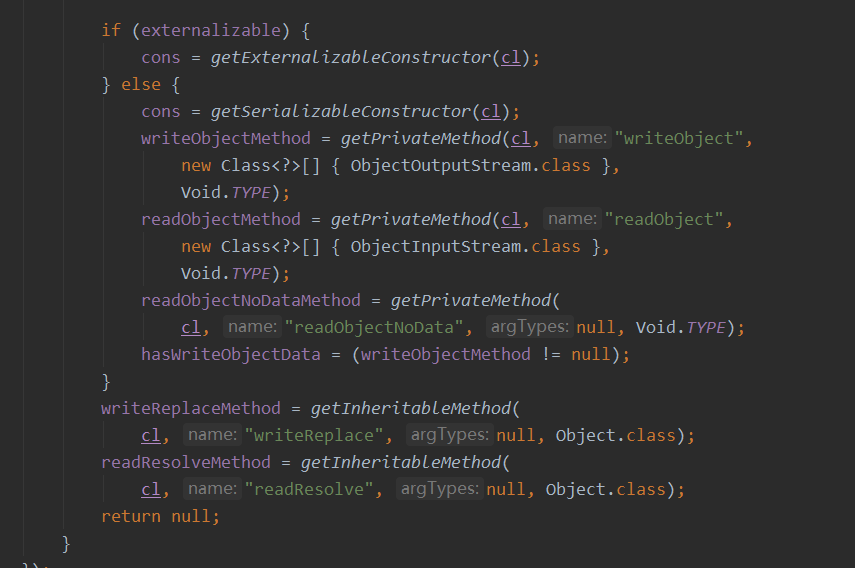 if (externalizable) {
    cons = getExternalizableConstructor(cl);
} else {
    cons = getSerializableConstructor(cl);
    writeObjectMethod = getPrivateMethod(cl, name: "writeObject",
        new Class<?>[] { ObjectOutputStream.class },
        Void.TYPE);
    readObjectMethod = getPrivateMethod(cl, name: "readObject",
        new Class<?>[] { ObjectInputStream.class },
        Void.TYPE);
    readObjectNoDataMethod = getPrivateMethod(
        cl, name: "readObjectNoData", argTypes: null, Void.TYPE);
    hasWriteObjectData = (writeObjectMethod != null);
}
writeReplaceMethod = getInheritableMethod(
    cl, name: "writeReplace", argTypes: null, Object.class);
readResolveMethod = getInheritableMethod(
    cl, name: "readResolve", argTypes: null, Object.class);
return null;
}